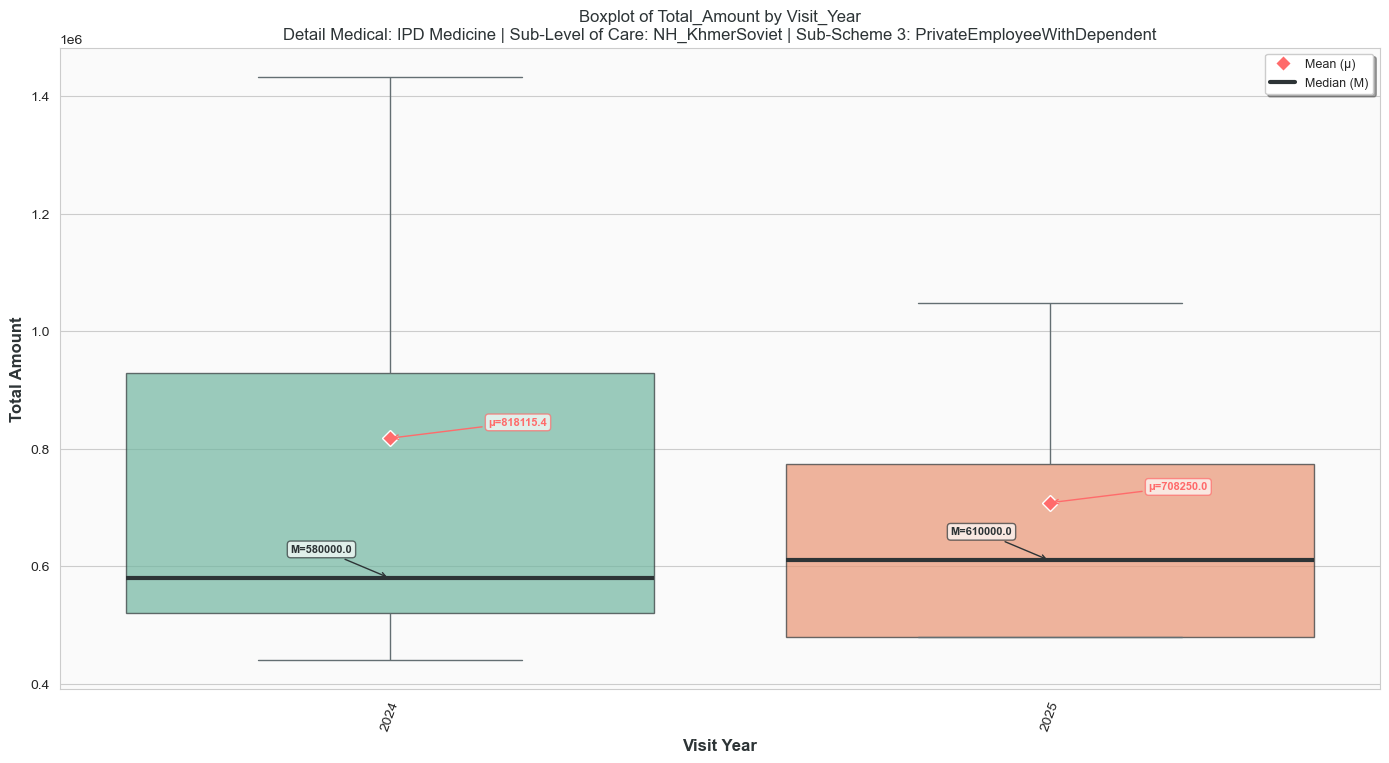 Boxplot of Total_Amount by Visit_Year
Detail Medical: IPD Medicine | Sub-Level of Care: NH_KhmerSoviet | Sub-Scheme 3: PrivateEmployeeWithDependent
1e6
Mean (μ)
Median (M)
1.4
1.2
1.0
0.8
0.6
0.4
Total Amount
μ=818115.4
M=580000.0
μ=708250.0
M=610000.0
2024
2025
Visit Year